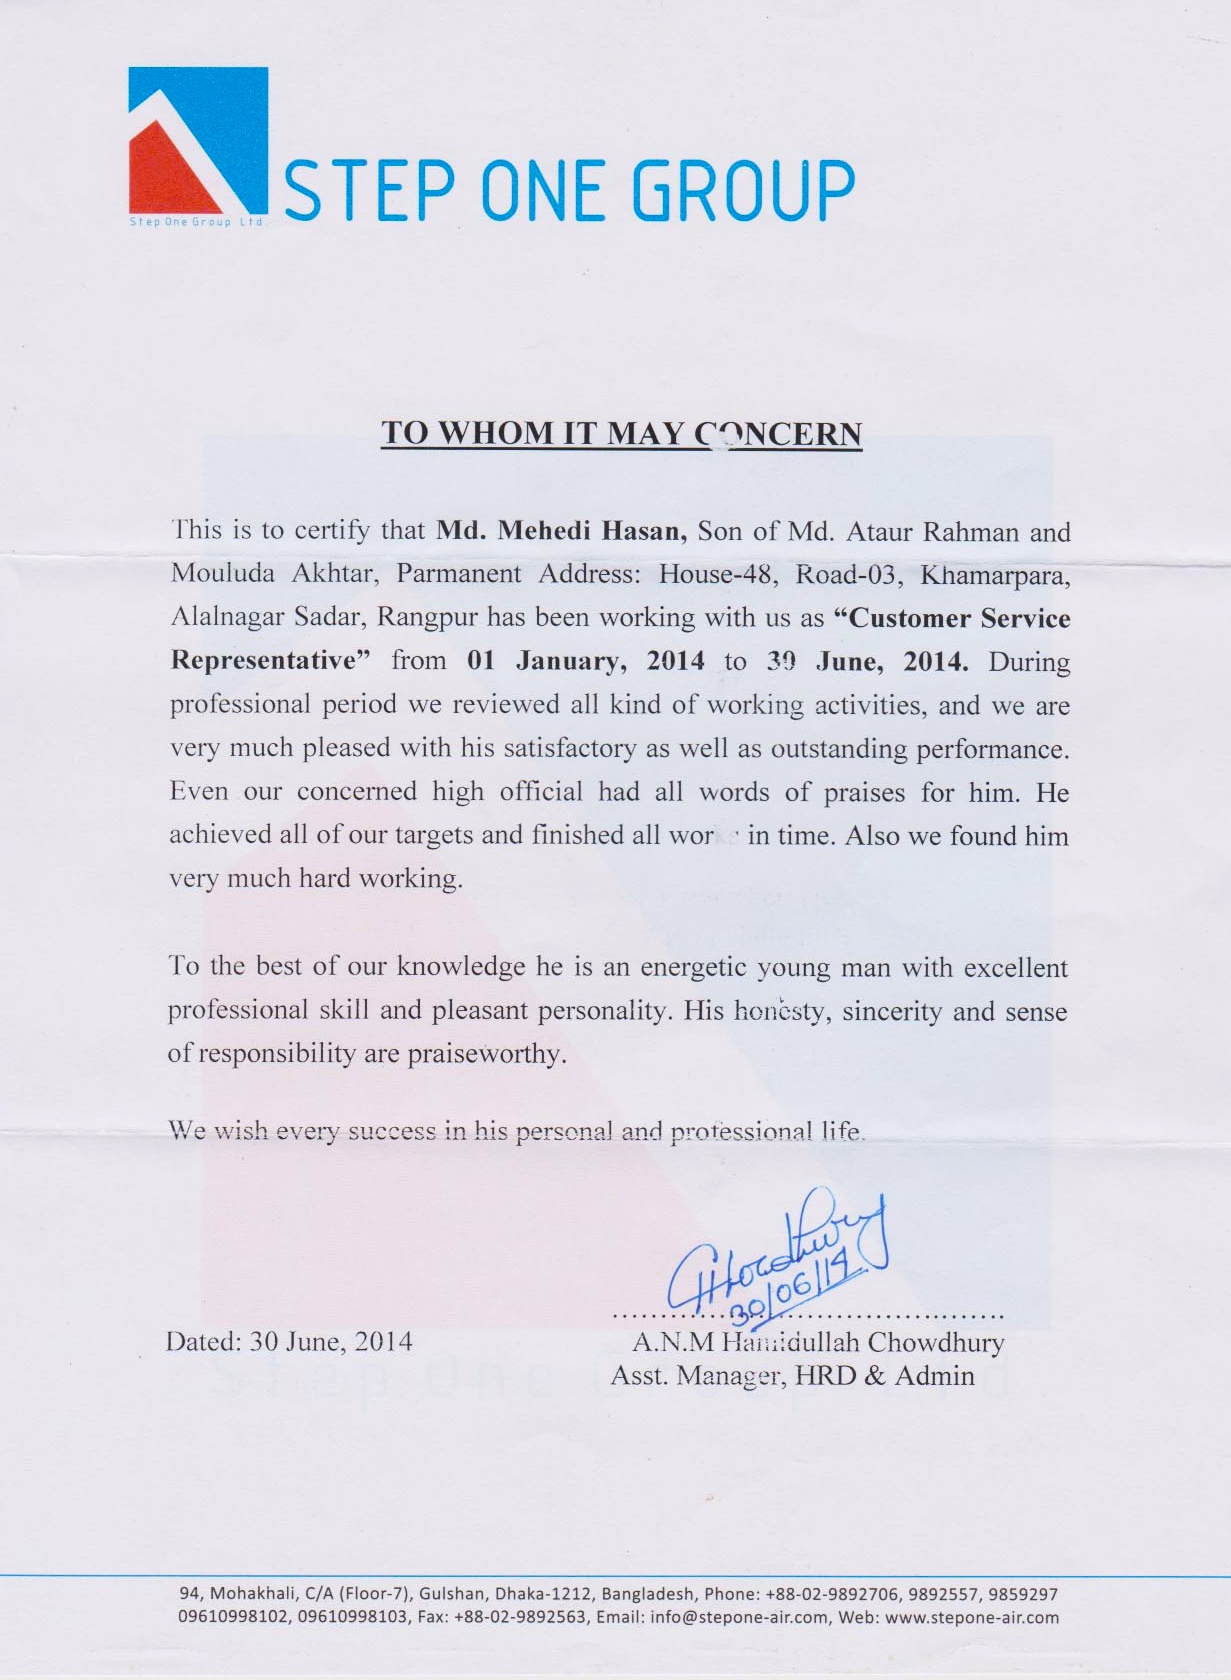 Step One Group Ltd.
STEP ONE GROUP
TO WHOM IT MAY CONCERN
This is to certify that Md. Mehedi Hasan, Son of Md. Ataur Rahman and
Mouluda Akhtar, Parmanent Address: House-48, Road-03, Khamarpara,
Alalnagar Sadar, Rangpur has been working with us as “Customer Service
Representative” from 01 January, 2014 to 30 June, 2014. During
professional period we reviewed all kind of working activities, and we are
very much pleased with his satisfactory as well as outstanding performance.
Even our concerned high official had all words of praises for him. He
achieved all of our targets and finished all works in time. Also we found him
very much hard working.
To the best of our knowledge he is an energetic young man with excellent
professional skill and pleasant personality. His honesty, sincerity and sense
of responsibility are praiseworthy.
We wish every success in his personal and professional life.
Chowdhury
30/06/14
Dated: 30 June, 2014
A.N.M Hamidullah Chowdhury
Asst. Manager, HRD & Admin
94, Mohakhali, C/A (Floor-7), Gulshan, Dhaka-1212, Bangladesh, Phone: +88-02-9892706, 9892557, 9859297
09610998102, 09610998103, Fax: +88-02-9892563, Email: info@stepone-air.com, Web: www.stepone-air.com